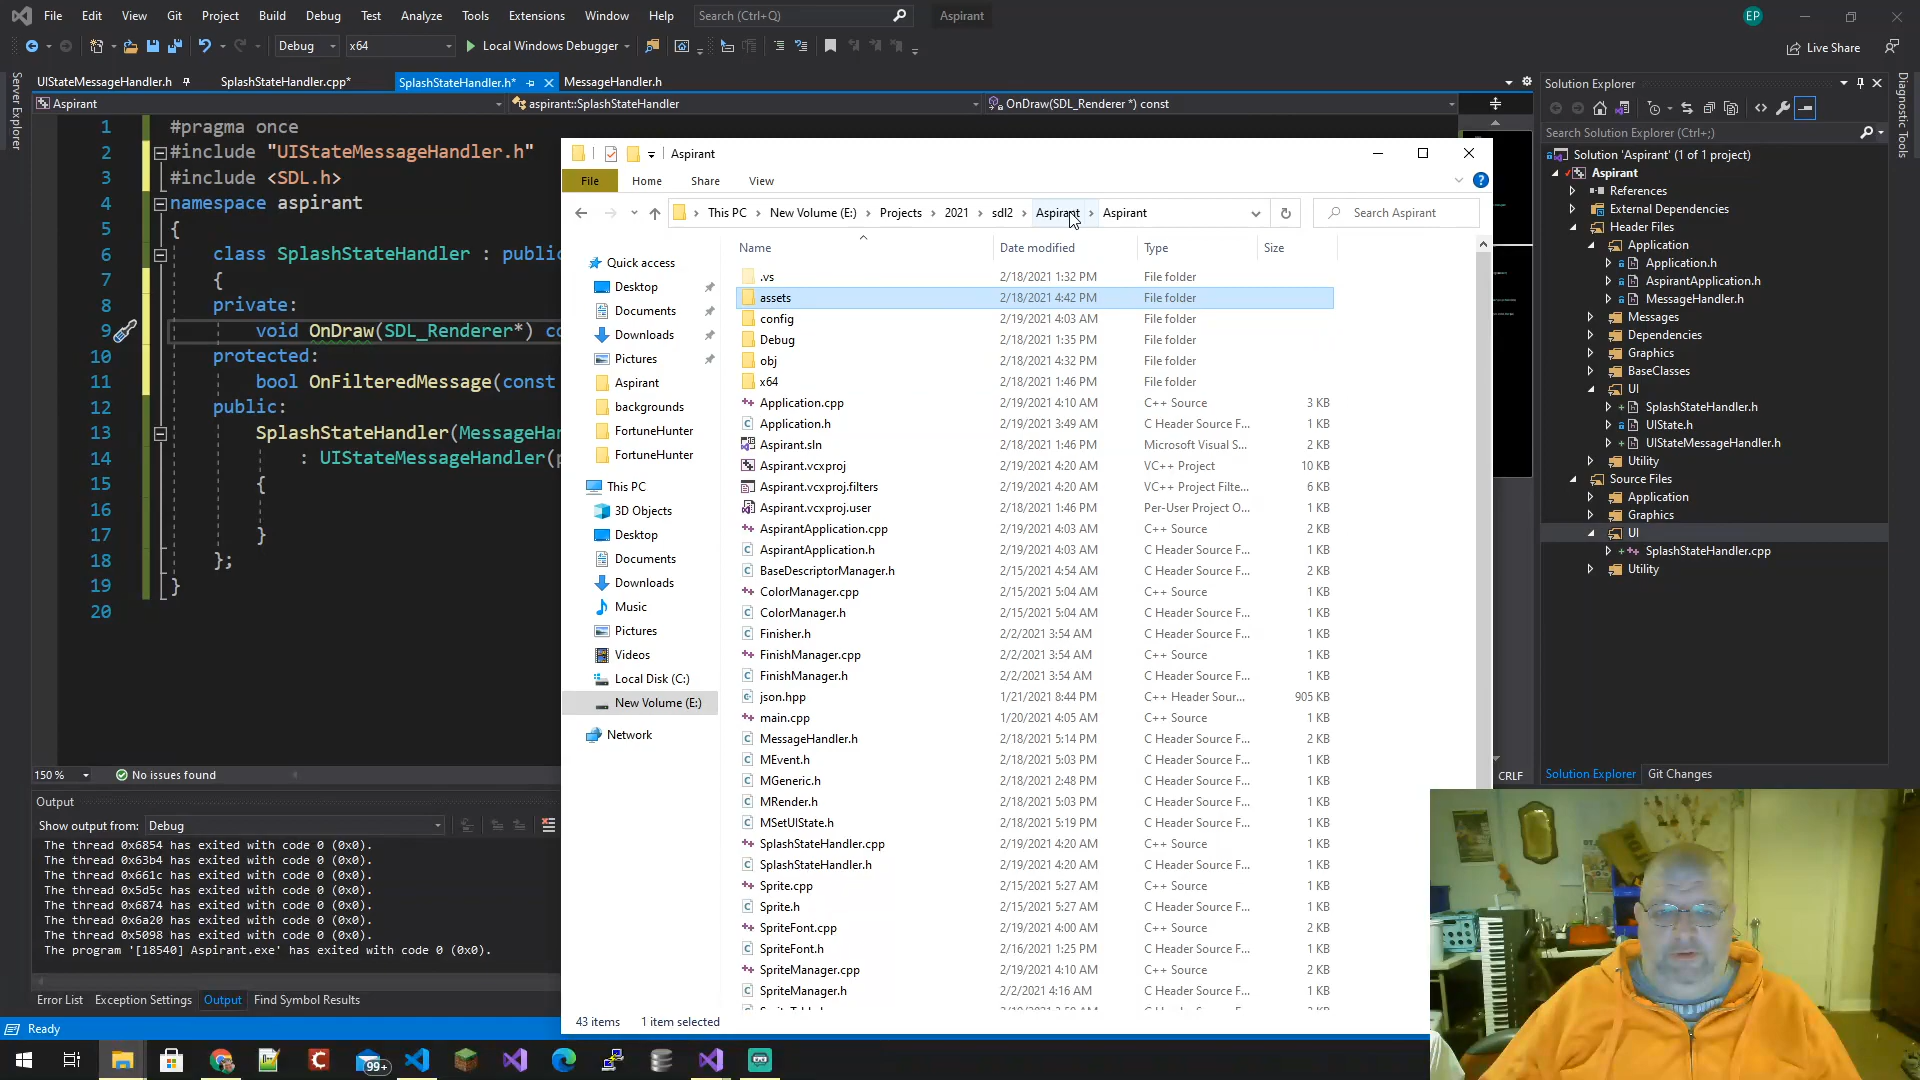 File Edit View Git Project Build Debug Test Analyze Tools Extensions Window Help Search (Ctrl+Q) Aspirant EP
Debug x64 Local Windows Debugger Live Share
UIStateMessageHandler.h SplashStateHandler.cpp* SplashStateHandler.h* MessageHandler.h
Aspirant aspirant::SplashStateHandler OnDraw(SDL_Renderer *) const
Server Explorer
Diagnostic Tools
1 #pragma once
2 #include "UIStateMessageHandler.h"
3 #include <SDL.h>
4 namespace aspirant
5 {
6 class SplashStateHandler : public
7 {
8 private:
9 void OnDraw(SDL_Renderer*) co
10 protected:
11 bool OnFilteredMessage(const
12 public:
13 SplashStateHandler(MessageHan
14 : UIStateMessageHandler(p
15 {
16
17 }
18 };
19 }
20
150 % No issues found CRLF
Output
Show output from: Debug
The thread 0x6854 has exited with code 0 (0x0).
The thread 0x63b4 has exited with code 0 (0x0).
The thread 0x661c has exited with code 0 (0x0).
The thread 0x5d5c has exited with code 0 (0x0).
The thread 0x6874 has exited with code 0 (0x0).
The thread 0x6a20 has exited with code 0 (0x0).
The thread 0x5098 has exited with code 0 (0x0).
The program '[18540] Aspirant.exe' has exited with code 0 (0x0).
Error List Exception Settings Output Find Symbol Results
Ready
Aspirant
File Home Share View
This PC New Volume (E:) Projects 2021 sdl2 Aspirant Aspirant Search Aspirant
Quick access
Desktop
Documents
Downloads
Pictures
Aspirant
backgrounds
FortuneHunter
FortuneHunter
This PC
3D Objects
Desktop
Documents
Downloads
Music
Pictures
Videos
Local Disk (C:)
New Volume (E:)
Network
Name Date modified Type Size
.vs 2/18/2021 1:32 PM File folder
assets 2/18/2021 4:42 PM File folder
config 2/19/2021 4:03 AM File folder
Debug 2/18/2021 1:35 PM File folder
obj 2/18/2021 4:32 PM File folder
x64 2/18/2021 1:46 PM File folder
Application.cpp 2/19/2021 4:10 AM C++ Source 3 KB
Application.h 2/19/2021 3:49 AM C Header Source F... 1 KB
Aspirant.sln 2/18/2021 1:46 PM Microsoft Visual S... 2 KB
Aspirant.vcxproj 2/19/2021 4:20 AM VC++ Project 10 KB
Aspirant.vcxproj.filters 2/19/2021 4:20 AM VC++ Project Filte... 6 KB
Aspirant.vcxproj.user 2/18/2021 1:46 PM Per-User Project O... 1 KB
AspirantApplication.cpp 2/19/2021 4:03 AM C++ Source 2 KB
AspirantApplication.h 2/19/2021 4:03 AM C Header Source F... 1 KB
BaseDescriptorManager.h 2/15/2021 4:54 AM C Header Source F... 2 KB
ColorManager.cpp 2/15/2021 5:04 AM C++ Source 1 KB
ColorManager.h 2/15/2021 5:04 AM C Header Source F... 1 KB
Finisher.h 2/2/2021 3:54 AM C Header Source F... 1 KB
FinishManager.cpp 2/2/2021 3:54 AM C++ Source 1 KB
FinishManager.h 2/2/2021 3:54 AM C Header Source F... 1 KB
json.hpp 1/21/2021 8:44 PM C++ Header Sour... 905 KB
main.cpp 1/20/2021 4:05 AM C++ Source 1 KB
MessageHandler.h 2/18/2021 5:14 PM C Header Source F... 2 KB
MEvent.h 2/18/2021 5:03 PM C Header Source F... 1 KB
MGeneric.h 2/18/2021 2:48 PM C Header Source F... 1 KB
MRender.h 2/18/2021 5:03 PM C Header Source F... 1 KB
MSetUIState.h 2/18/2021 5:19 PM C Header Source F... 1 KB
SplashStateHandler.cpp 2/19/2021 4:20 AM C++ Source 1 KB
SplashStateHandler.h 2/19/2021 4:20 AM C Header Source F... 1 KB
Sprite.cpp 2/15/2021 5:27 AM C++ Source 1 KB
Sprite.h 2/15/2021 5:27 AM C Header Source F... 1 KB
SpriteFont.cpp 2/19/2021 4:00 AM C++ Source 2 KB
SpriteFont.h 2/16/2021 1:25 PM C Header Source F... 1 KB
SpriteManager.cpp 2/19/2021 4:10 AM C++ Source 2 KB
SpriteManager.h 2/2/2021 4:16 AM C Header Source F... 1 KB
43 items 1 item selected
Solution Explorer
Search Solution Explorer (Ctrl+;)
Solution 'Aspirant' (1 of 1 project)
Aspirant
References
External Dependencies
Header Files
Application
Application.h
AspirantApplication.h
MessageHandler.h
Messages
Dependencies
Graphics
BaseClasses
UI
SplashStateHandler.h
UIState.h
UIStateMessageHandler.h
Utility
Source Files
Application
Graphics
UI
SplashStateHandler.cpp
Utility
Solution Explorer Git Changes
99+